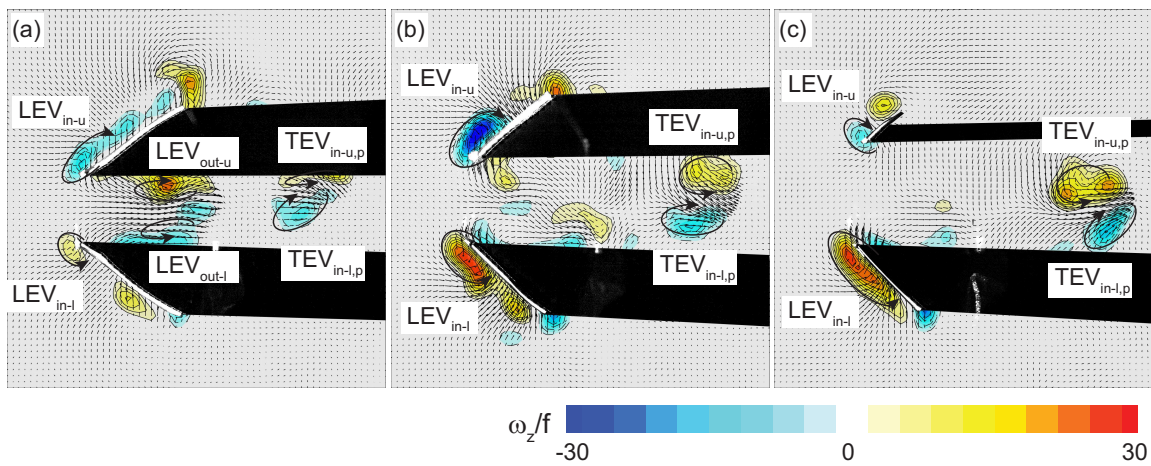 (a)
LEVin-u
LEVout-u
TEVin-u,p
LEVout-l
TEVin-l,p
LEVin-l
(b)
LEVin-u
TEVin-u,p
TEVin-l,p
LEVin-l
(c)
LEVin-u
TEVin-u,p
TEVin-l,p
LEVin-l
ωz/f
-30 0 30